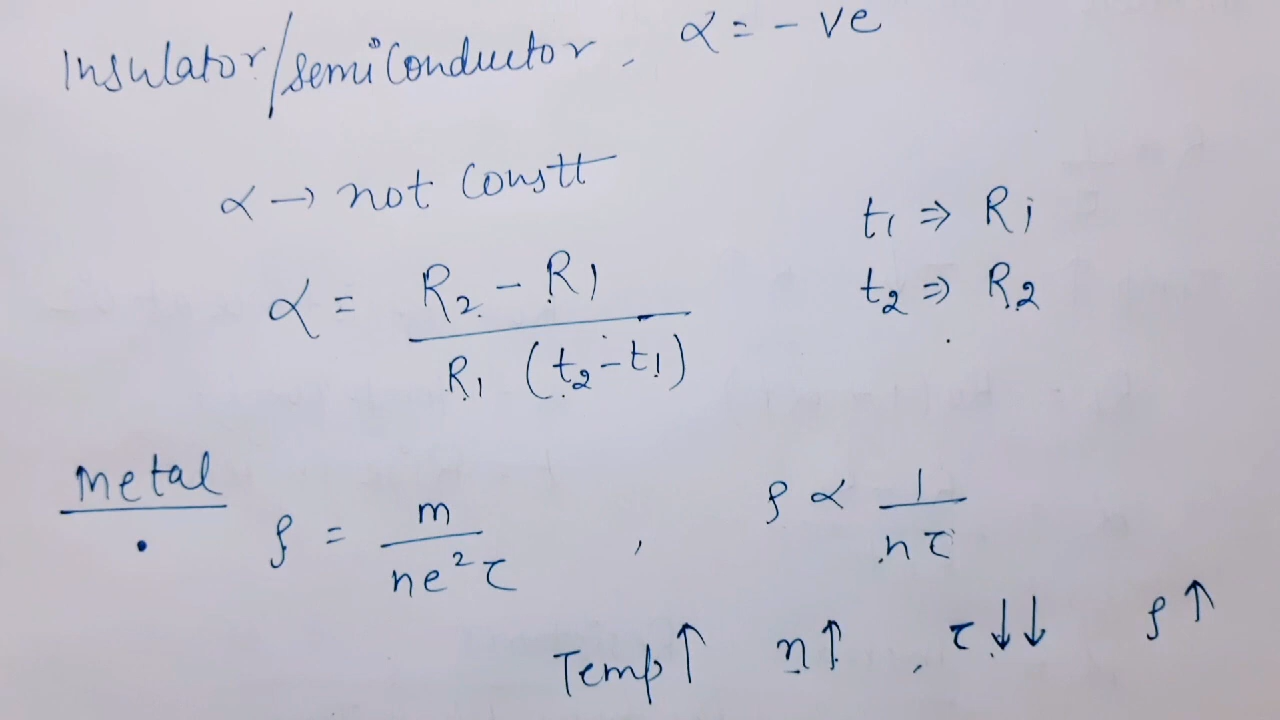 Insulator/semiConductor, α = - ve
α → not Constt
t1 ⇒ R1
α = R2 - R1 / R1 (t2 - t1)
t2 ⇒ R2
Metal
ρ = m / ne²τ , ρ ∝ 1 / nτ
Temp↑ n↑ , τ↓↓ ρ↑